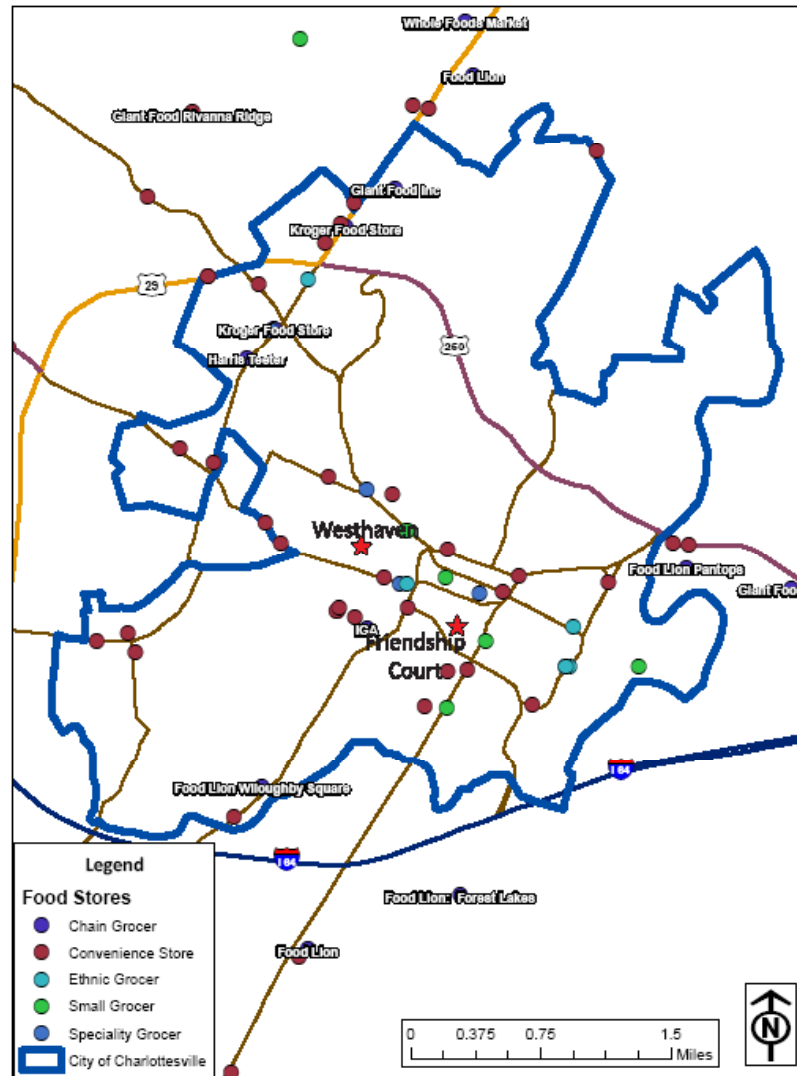 Whole Foods Market
Food Lion
Giant Food Rivanna Ridge
Giant Food Inc
Kroger Food Store
29
Kroger Food Store
250
Harris Teeter
Westhaven
Food Lion Pantops
Giant Food
IGA
Friendship
Court
I 64
Food Lion Willoughby Square
I 64
Legend
Food Stores
Chain Grocer
Convenience Store
Ethnic Grocer
Small Grocer
Speciality Grocer
City of Charlottesville
Food Lion: Forest Lakes
Food Lion
0 0.375 0.75 1.5
Miles
N